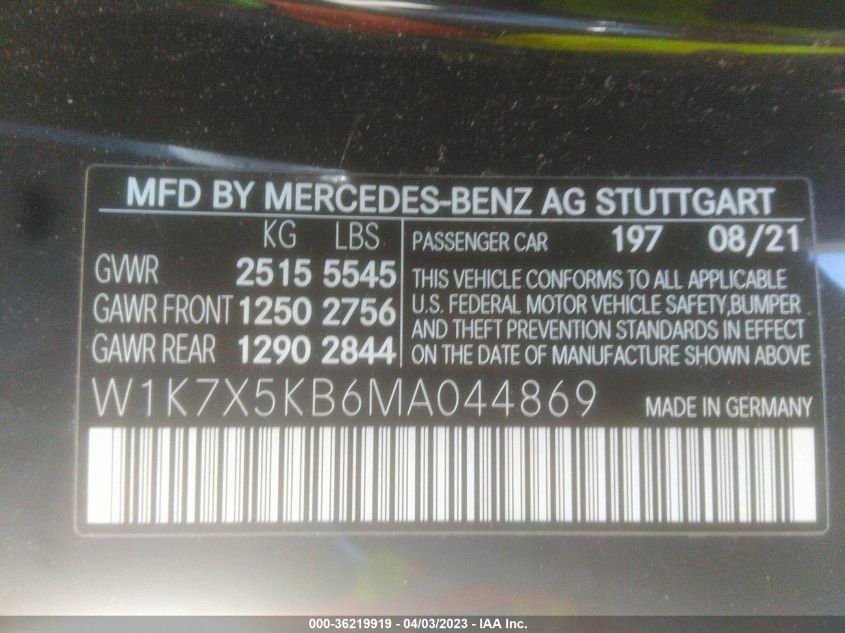 MFD BY MERCEDES-BENZ AG STUTTGART
KG LBS
GVWR 2515 5545
GAWR FRONT 1250 2756
GAWR REAR 1290 2844
PASSENGER CAR 197 08/21
THIS VEHICLE CONFORMS TO ALL APPLICABLE
U.S. FEDERAL MOTOR VEHICLE SAFETY,BUMPER
AND THEFT PREVENTION STANDARDS IN EFFECT
ON THE DATE OF MANUFACTURE SHOWN ABOVE
W1K7X5KB6MA044869 MADE IN GERMANY
000-36219919 - 04/03/2023 - IAA Inc.